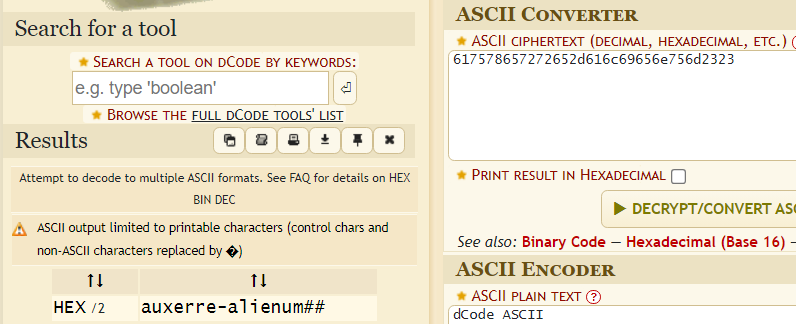 Search for a tool
SEARCH A TOOL ON DCODE BY KEYWORDS:
e.g. type 'boolean'
BROWSE THE FULL DCODE TOOLS' LIST
Results
Attempt to decode to multiple ASCII formats. See FAQ for details on HEX
BIN DEC
ASCII output limited to printable characters (control chars and
non-ASCII characters replaced by �)
↑↓ ↑↓
HEX /2 auxerre-alienum##
ASCII CONVERTER
ASCII CIPHERTEXT (DECIMAL, HEXADECIMAL, ETC.)
617578657272652d616c69656e756d2323
PRINT RESULT IN HEXADECIMAL
▶ DECRYPT/CONVERT ASC
See also: Binary Code — Hexadecimal (Base 16) –
ASCII ENCODER
ASCII PLAIN TEXT ?
dCode ASCII